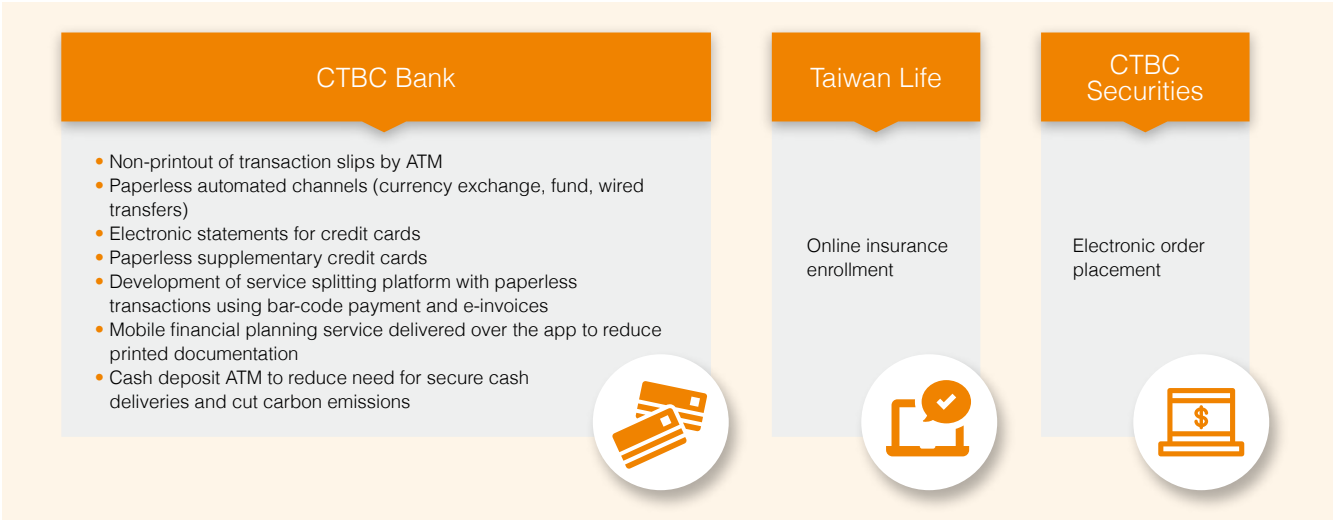 CTBC Bank
• Non-printout of transaction slips by ATM
• Paperless automated channels (currency exchange, fund, wired
transfers)
• Electronic statements for credit cards
• Paperless supplementary credit cards
• Development of service splitting platform with paperless
transactions using bar-code payment and e-invoices
• Mobile financial planning service delivered over the app to reduce
printed documentation
• Cash deposit ATM to reduce need for secure cash
deliveries and cut carbon emissions
Taiwan Life
Online insurance
enrollment
CTBC
Securities
Electronic order
placement
$